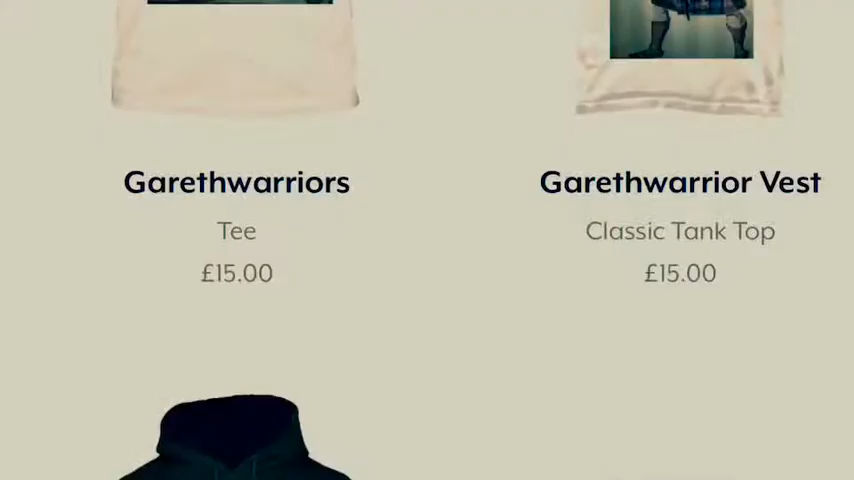 Garethwarriors
Tee
£15.00
Garethwarrior Vest
Classic Tank Top
£15.00